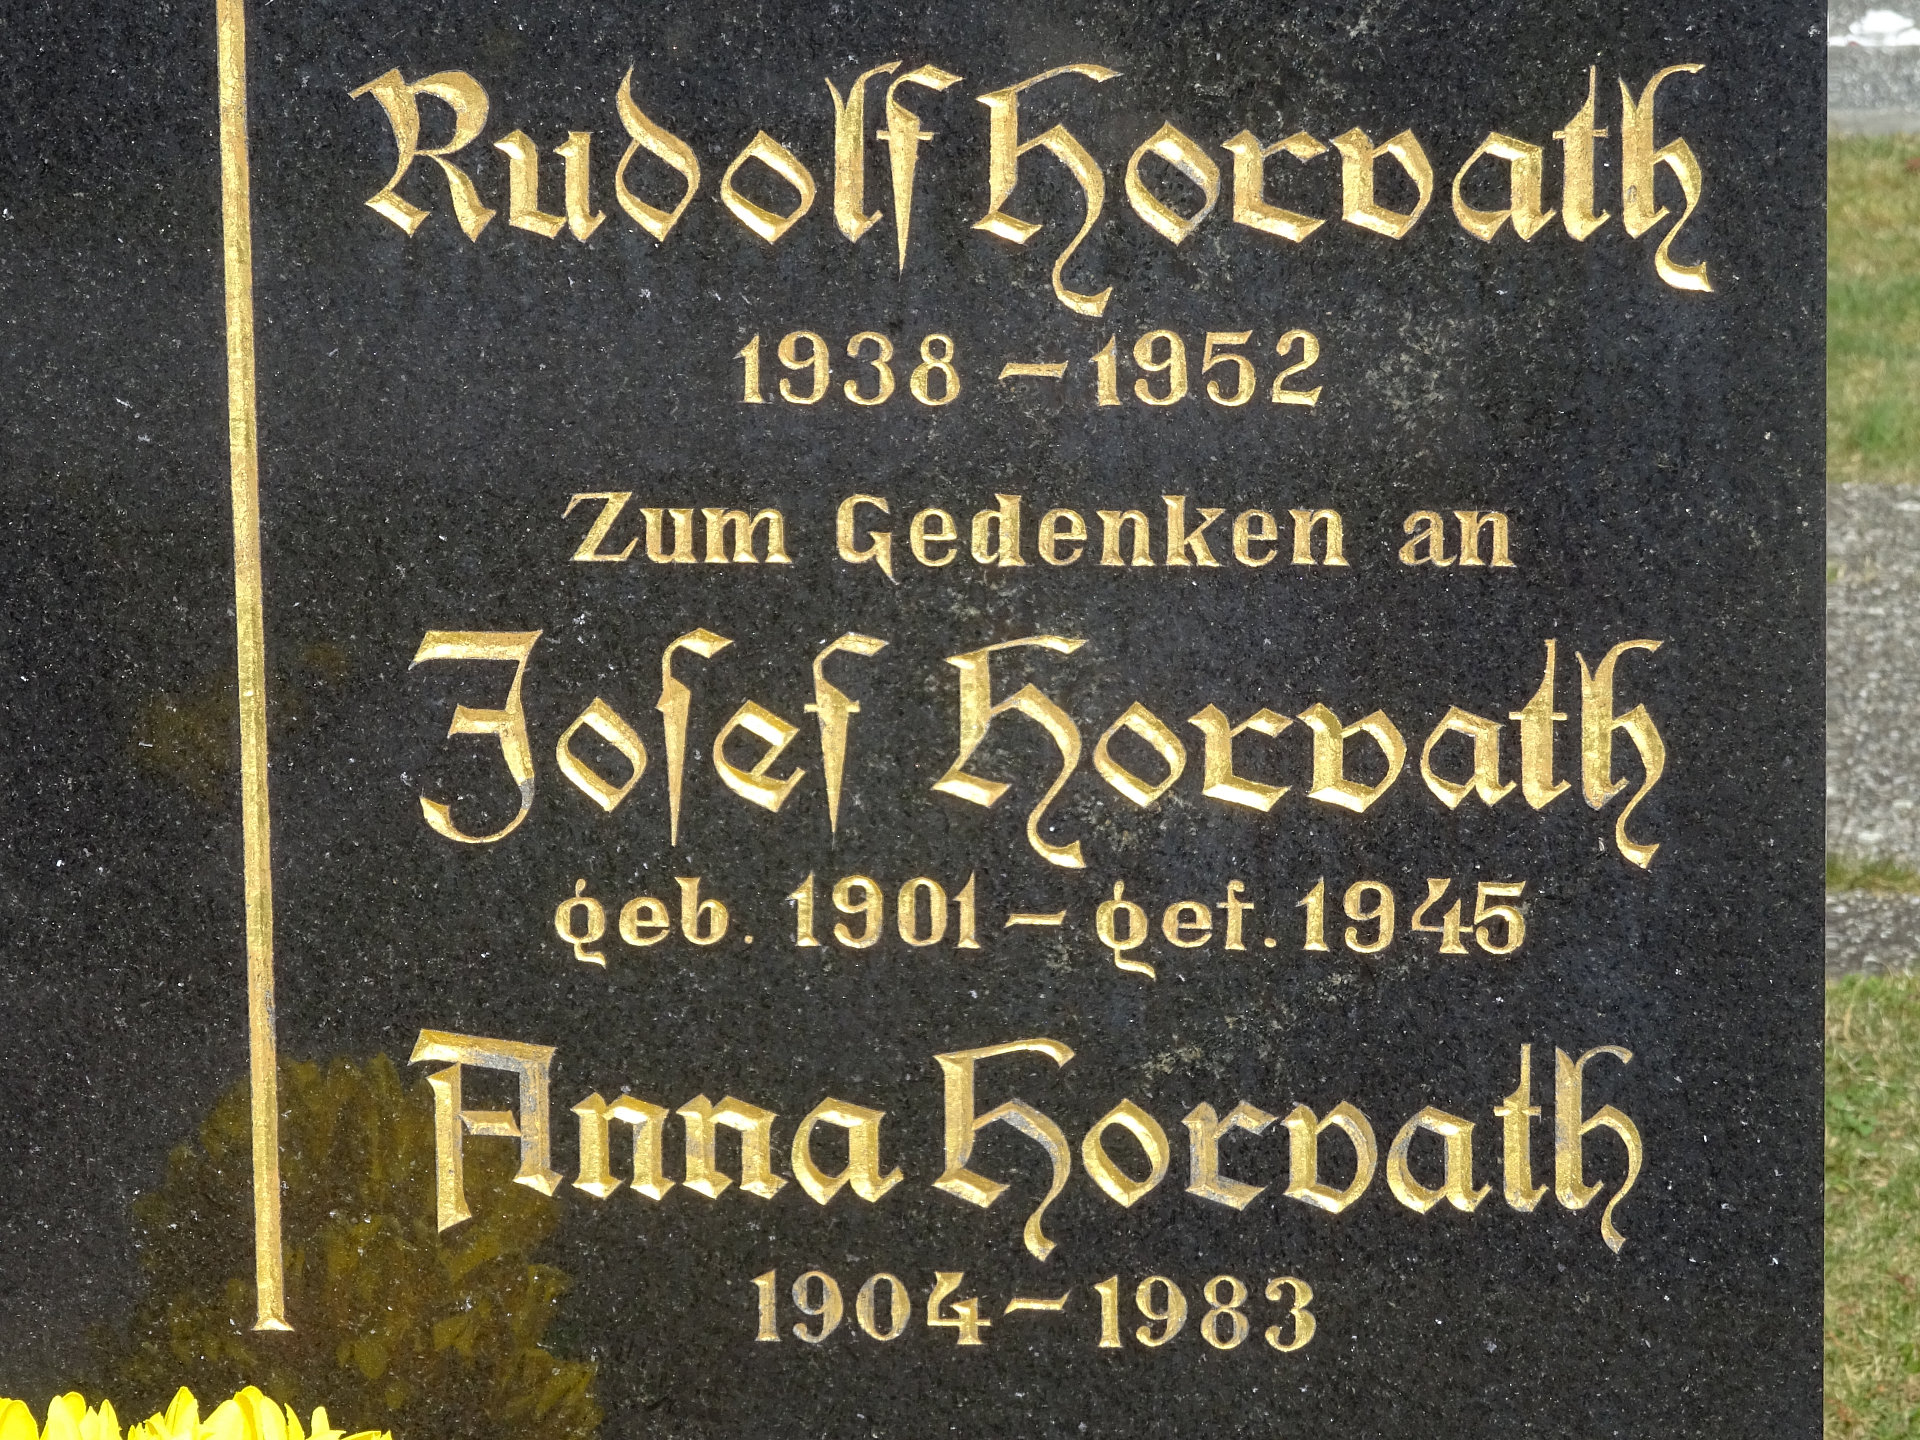 Rudolf Horvath
1938 – 1952
Zum Gedenken an
Josef Horvath
geb. 1901 – gef. 1945
Anna Horvath
1904 – 1983